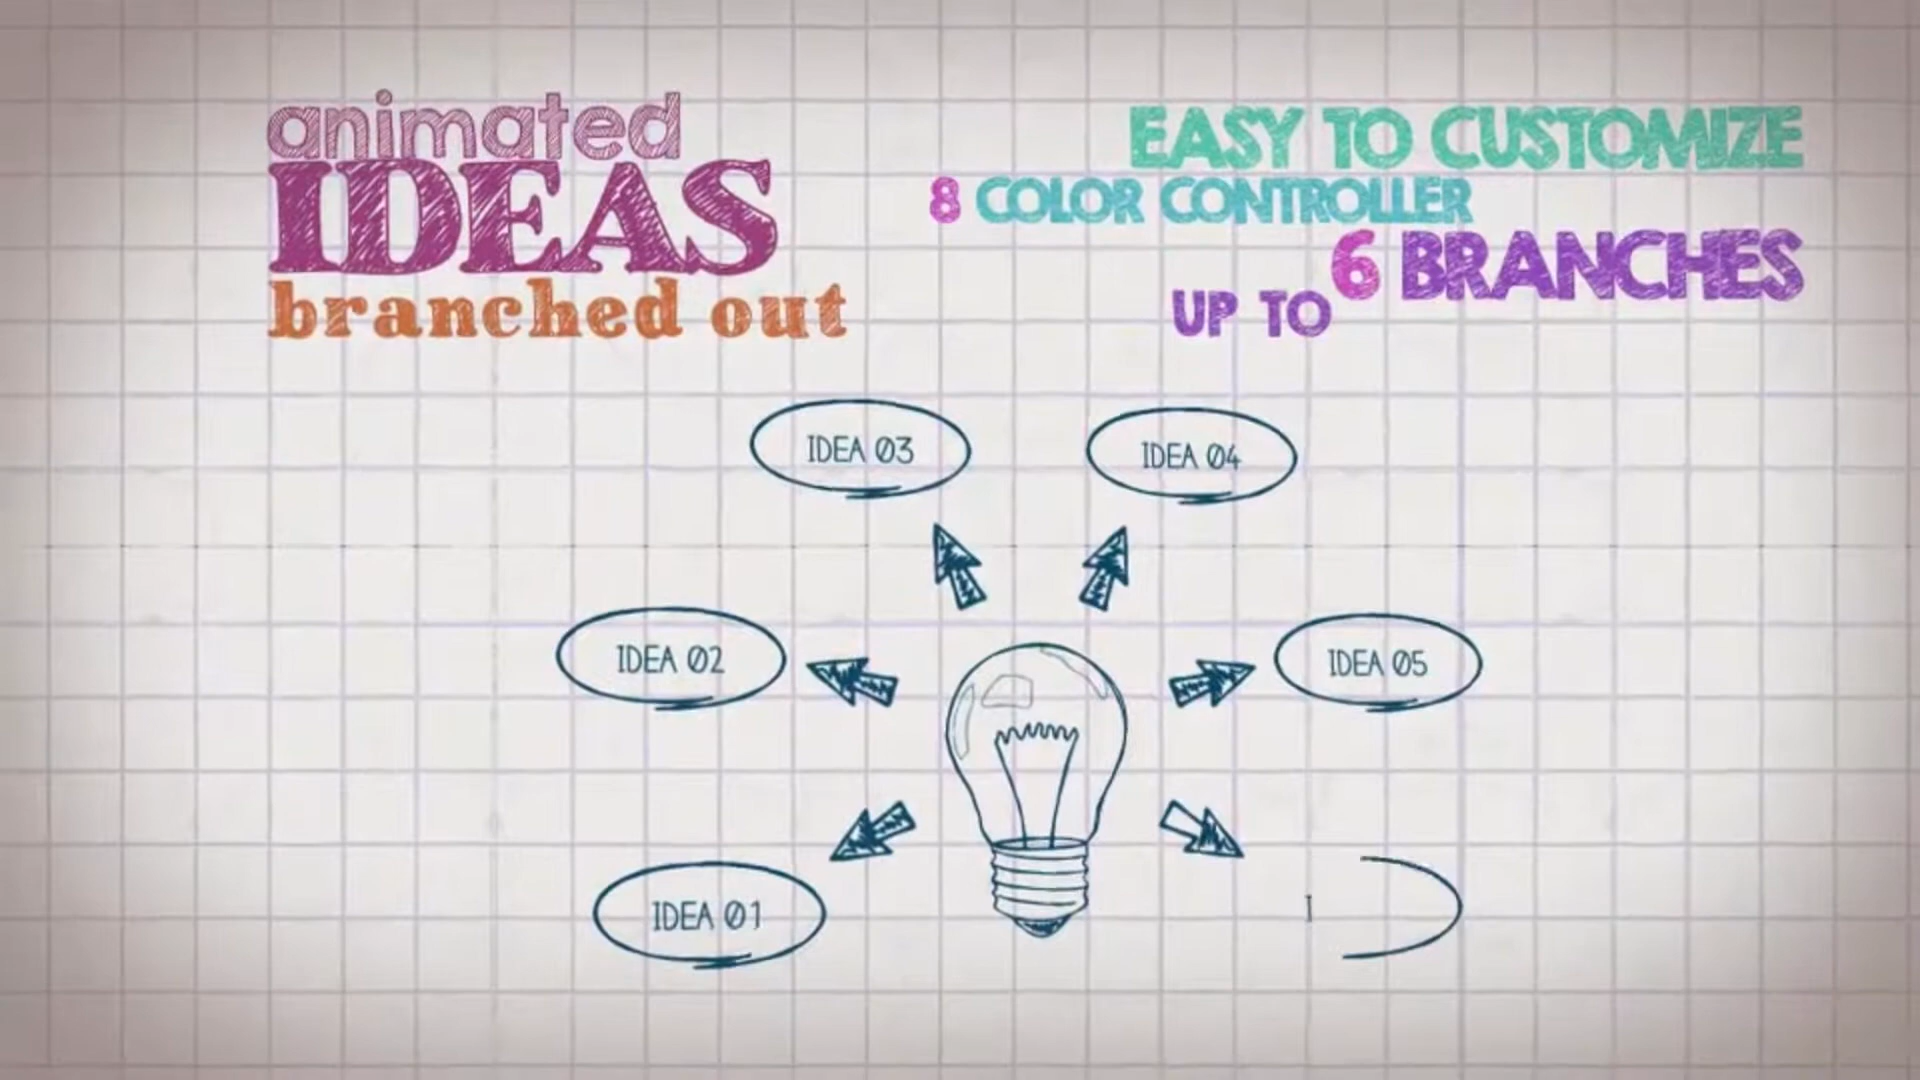 animated
IDEAS
branched out
EASY TO CUSTOMIZE
8 COLOR CONTROLLER
6 BRANCHES
UP TO
IDEA 03
IDEA 04
IDEA 02
IDEA 05
IDEA 01
I